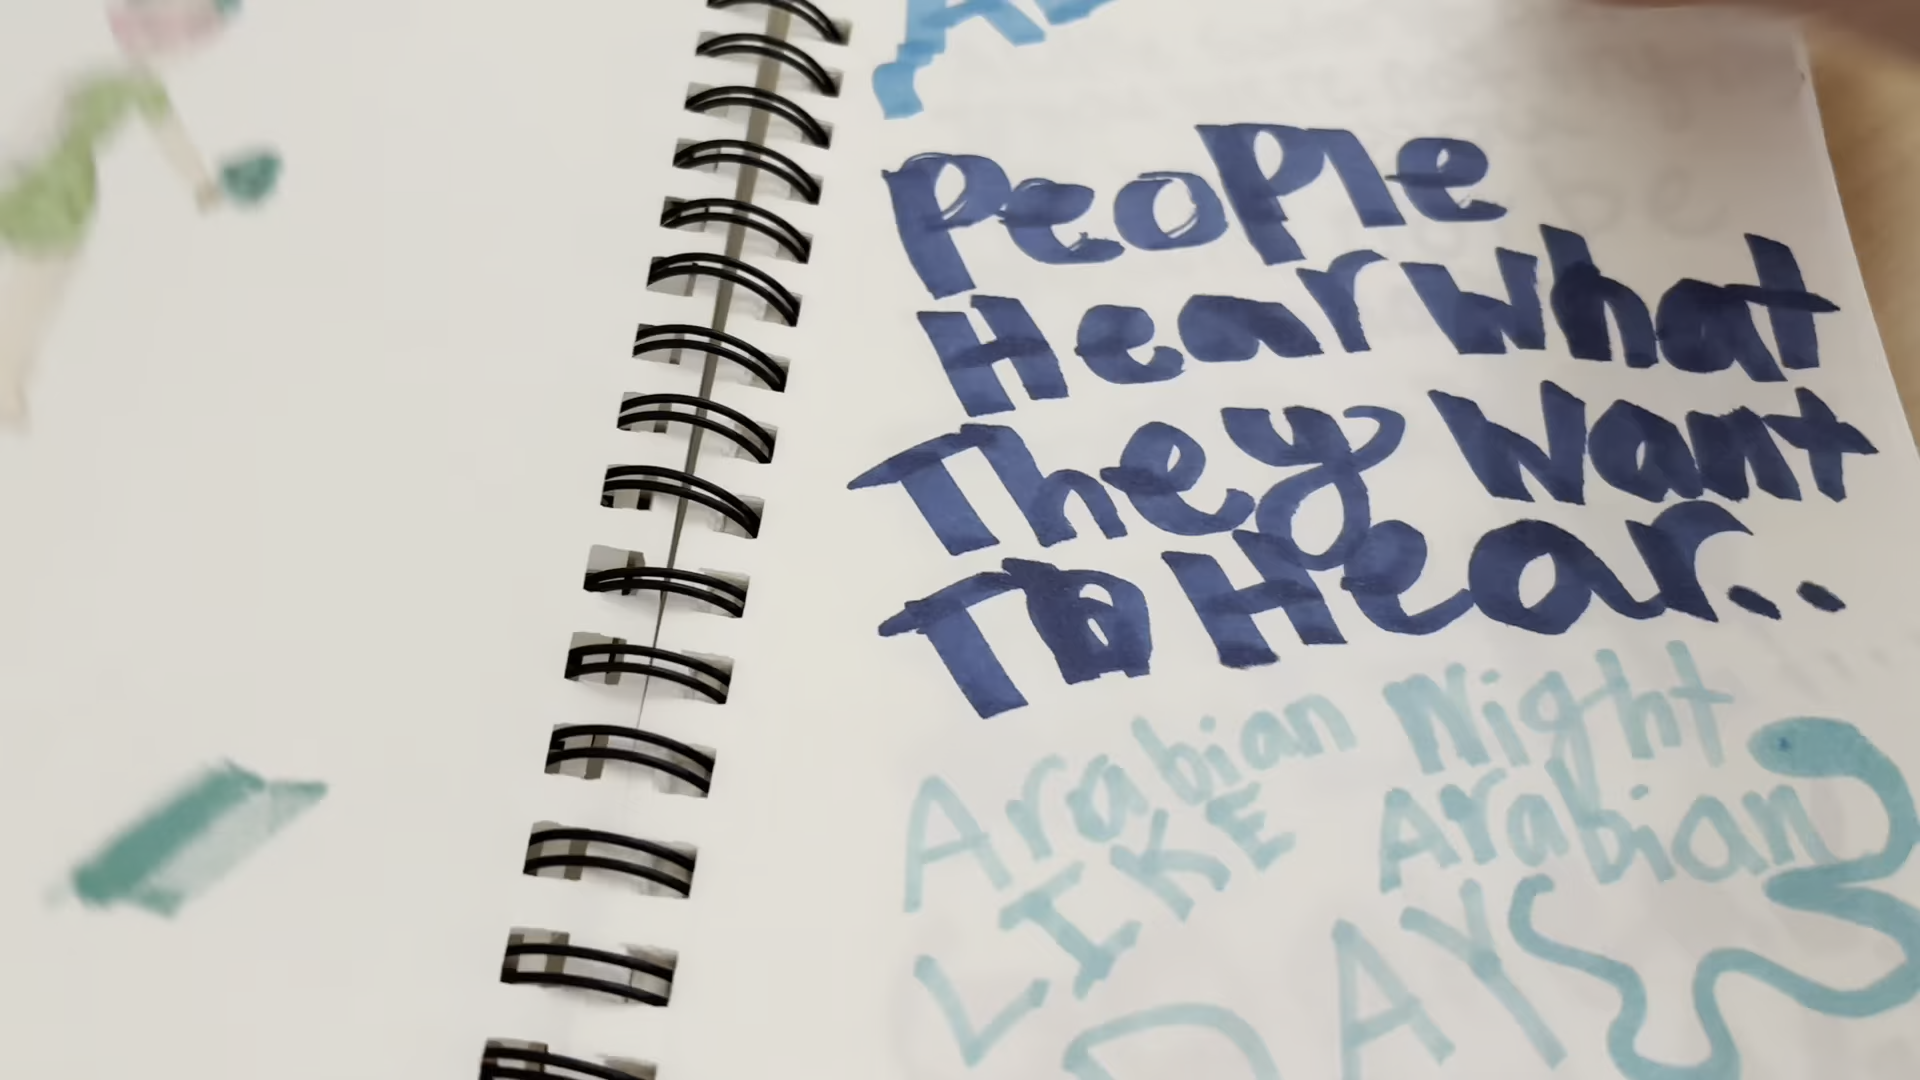 People
Hear what
They want
To Hear..
Arabian Night
LIKE Arabian
DAYS